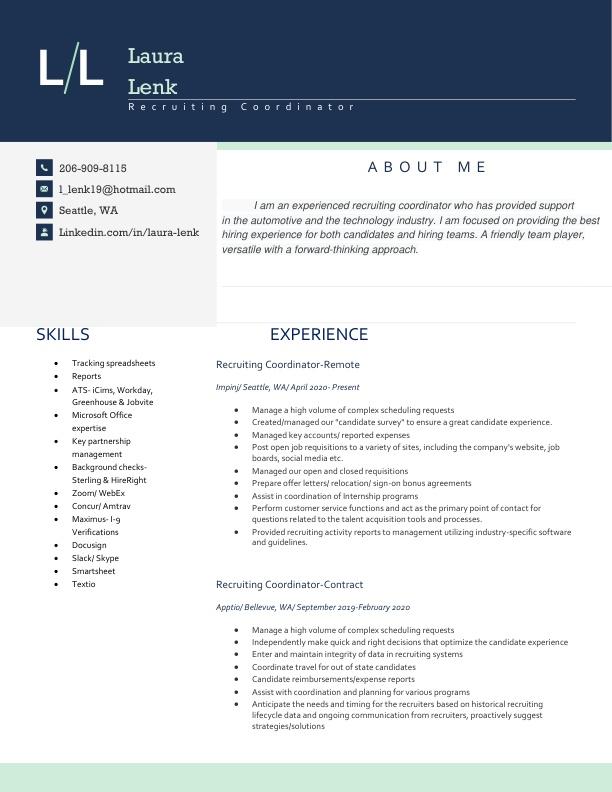 L/L
Laura
Lenk
Recruiting Coordinator
206-909-8115
l_lenk19@hotmail.com
Seattle, WA
Linkedin.com/in/laura-lenk
ABOUT ME
I am an experienced recruiting coordinator who has provided support
in the automotive and the technology industry. I am focused on providing the best
hiring experience for both candidates and hiring teams. A friendly team player,
versatile with a forward-thinking approach.
SKILLS
• Tracking spreadsheets
• Reports
• ATS- iCims, Workday,
Greenhouse & Jobvite
• Microsoft Office
expertise
• Key partnership
management
• Background checks-
Sterling & HireRight
• Zoom/ WebEx
• Concur/ Amtrav
• Maximus- I-9
Verifications
• Docusign
• Slack/ Skype
• Smartsheet
• Textio
EXPERIENCE
Recruiting Coordinator-Remote
Impinj/ Seattle, WA/ April 2020- Present
• Manage a high volume of complex scheduling requests
• Created/managed our "candidate survey" to ensure a great candidate experience.
• Managed key accounts/ reported expenses
• Post open job requisitions to a variety of sites, including the company's website, job
boards, social media etc.
• Managed our open and closed requisitions
• Prepare offer letters/ relocation/ sign-on bonus agreements
• Assist in coordination of Internship programs
• Perform customer service functions and act as the primary point of contact for
questions related to the talent acquisition tools and processes.
• Provided recruiting activity reports to management utilizing industry-specific software
and guidelines.
Recruiting Coordinator-Contract
Apptio/ Bellevue, WA/ September 2019-February 2020
• Manage a high volume of complex scheduling requests
• Independently make quick and right decisions that optimize the candidate experience
• Enter and maintain integrity of data in recruiting systems
• Coordinate travel for out of state candidates
• Candidate reimbursements/expense reports
• Assist with coordination and planning for various programs
• Anticipate the needs and timing for the recruiters based on historical recruiting
lifecycle data and ongoing communication from recruiters, proactively suggest
strategies/solutions